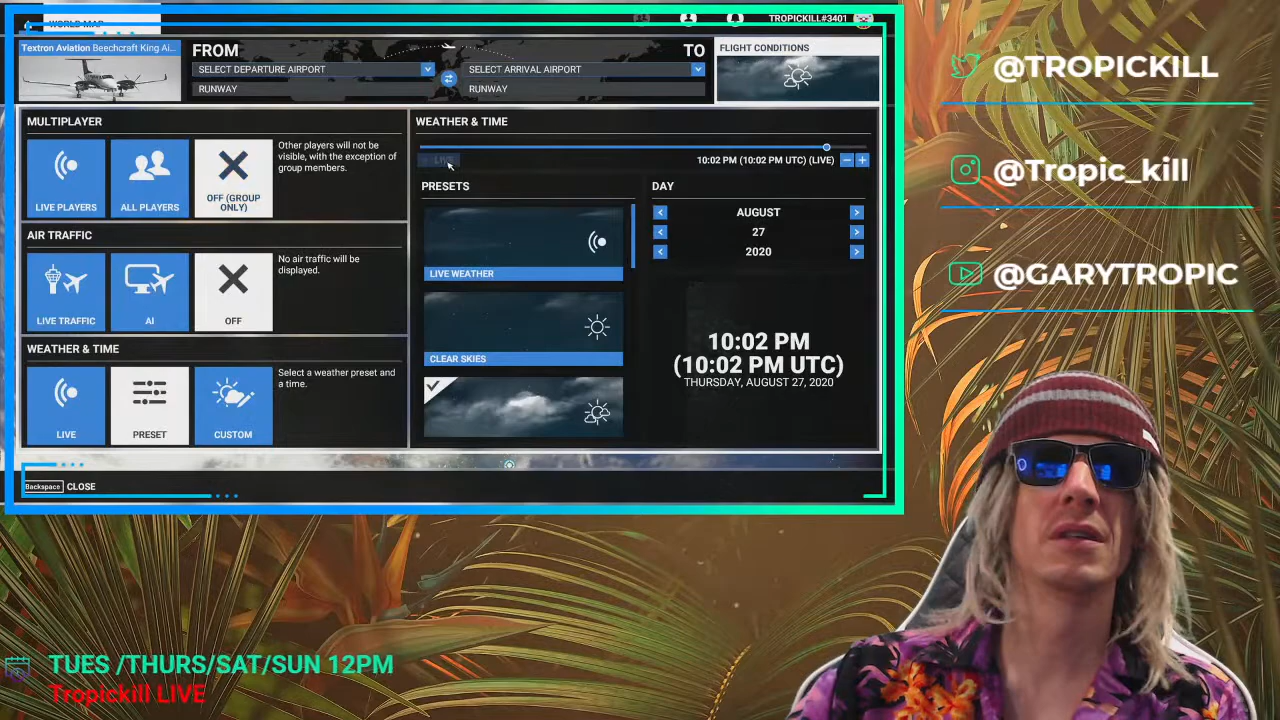 WORLD MAP
TROPICKILL#3401
Textron Aviation Beechcraft King Ai...
FROM
SELECT DEPARTURE AIRPORT
RUNWAY
TO
SELECT ARRIVAL AIRPORT
RUNWAY
FLIGHT CONDITIONS
MULTIPLAYER
LIVE PLAYERS
ALL PLAYERS
OFF (GROUP
ONLY)
Other players will not be
visible, with the exception of
group members.
AIR TRAFFIC
LIVE TRAFFIC
AI
OFF
No air traffic will be
displayed.
WEATHER & TIME
LIVE
PRESET
CUSTOM
Select a weather preset and
a time.
WEATHER & TIME
LIVE
10:02 PM (10:02 PM UTC) (LIVE)
PRESETS
LIVE WEATHER
CLEAR SKIES
DAY
AUGUST
27
2020
10:02 PM
(10:02 PM UTC)
THURSDAY, AUGUST 27, 2020
Backspace CLOSE
@TROPICKILL
@Tropic_kill
@GARYTROPIC
TUES /THURS/SAT/SUN 12PM
Tropickill LIVE